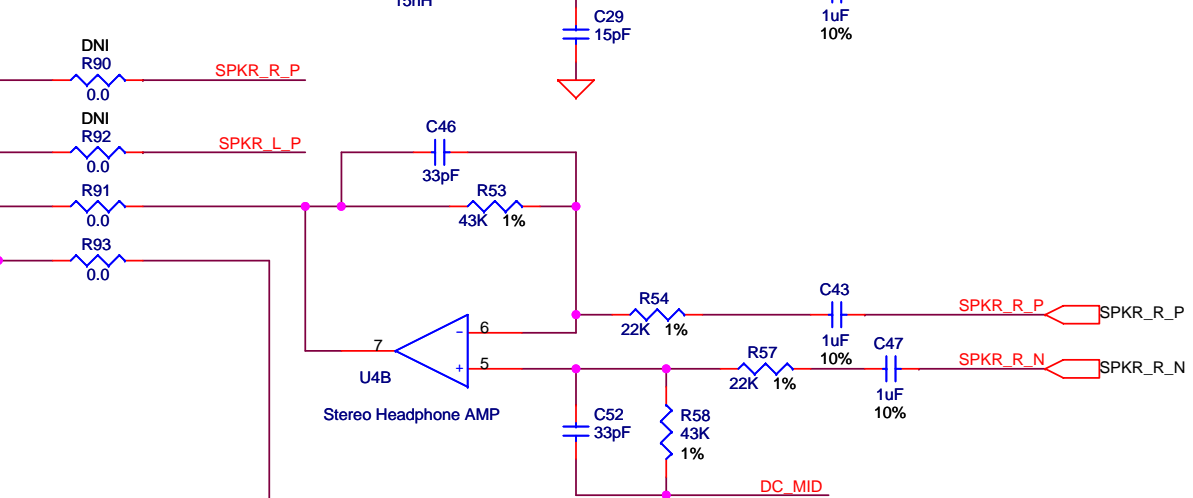 15nH
C29
15pF
1uF
10%
DNI
R90
0.0
SPKR_R_P
DNI
R92
0.0
SPKR_L_P
R91
0.0
R93
0.0
C46
33pF
R53
43K 1%
R54
22K 1%
C43
1uF
10%
SPKR_R_P
SPKR_R_P
R57
22K 1%
C47
1uF
10%
SPKR_R_N
SPKR_R_N
7
6
5
-
+
U4B
Stereo Headphone AMP
C52
33pF
R58
43K
1%
DC_MID